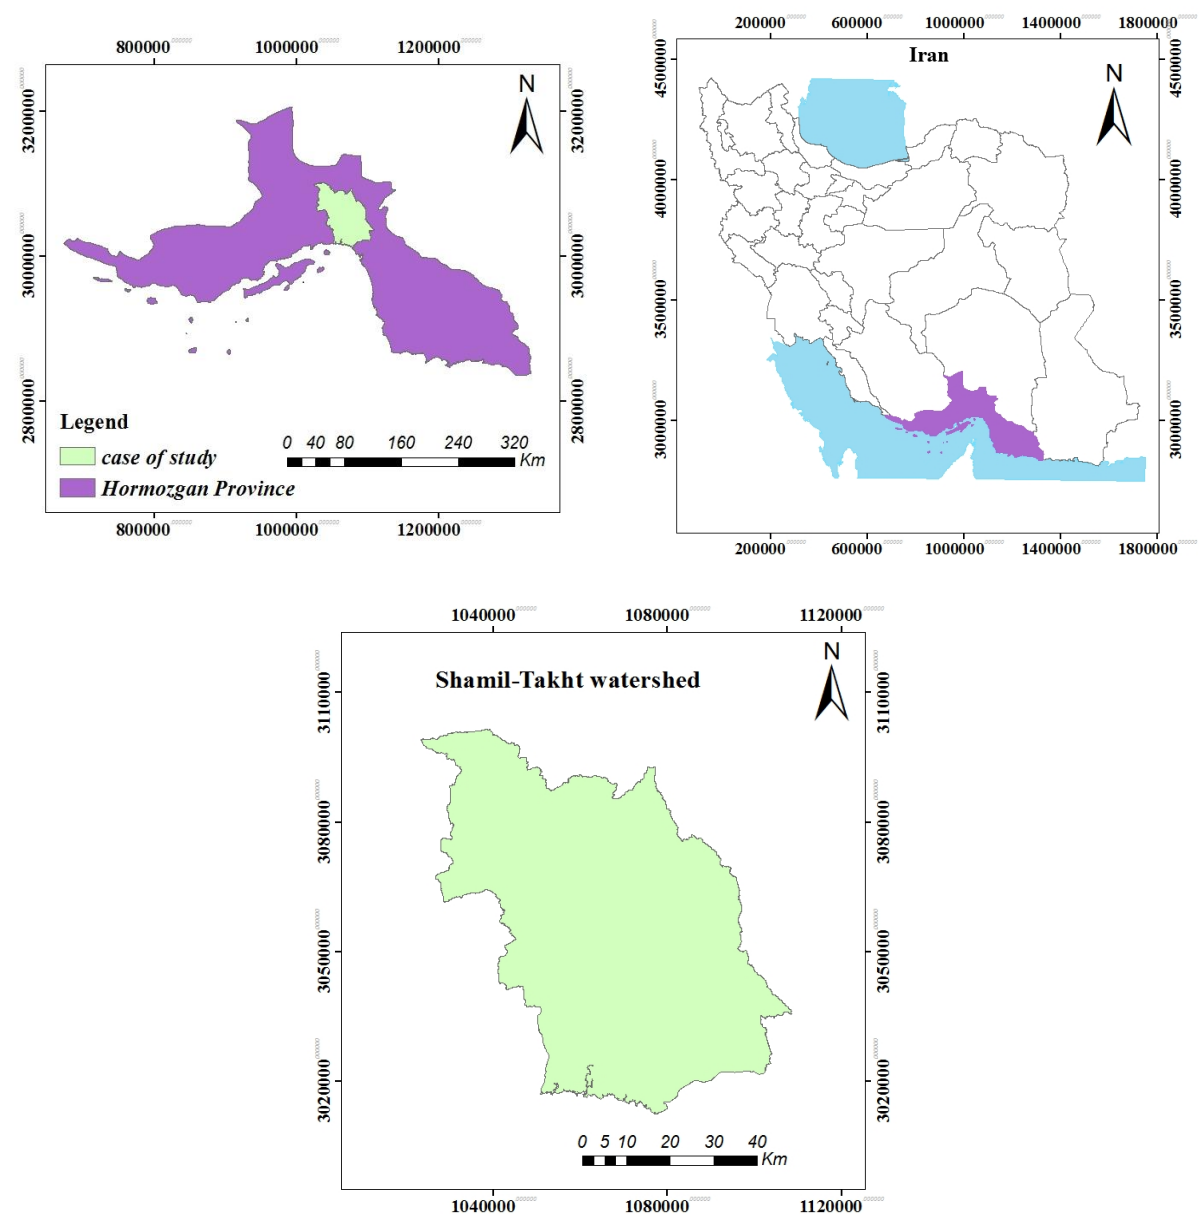 800000 1000000 1200000
3200000 3000000 2800000
N
3200000 3000000 2800000
Legend
case of study
Hormozgan Province
0 40 80 160 240 320
Km
800000 1000000 1200000
200000 600000 1000000 1400000 1800000
Iran
N
4500000 4000000 3500000 3000000
4500000 4000000 3500000 3000000
200000 600000 1000000 1400000 1800000
1040000 1080000 1120000
Shamil-Takht watershed
N
3110000 3080000 3050000 3020000
3110000 3080000 3050000 3020000
0 5 10 20 30 40
Km
1040000 1080000 1120000